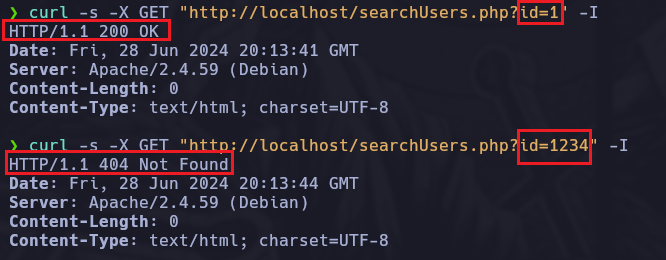 ❯ curl -s -X GET "http://localhost/searchUsers.php?id=1" -I
HTTP/1.1 200 OK
Date: Fri, 28 Jun 2024 20:13:41 GMT
Server: Apache/2.4.59 (Debian)
Content-Length: 0
Content-Type: text/html; charset=UTF-8
❯ curl -s -X GET "http://localhost/searchUsers.php?id=1234" -I
HTTP/1.1 404 Not Found
Date: Fri, 28 Jun 2024 20:13:44 GMT
Server: Apache/2.4.59 (Debian)
Content-Length: 0
Content-Type: text/html; charset=UTF-8